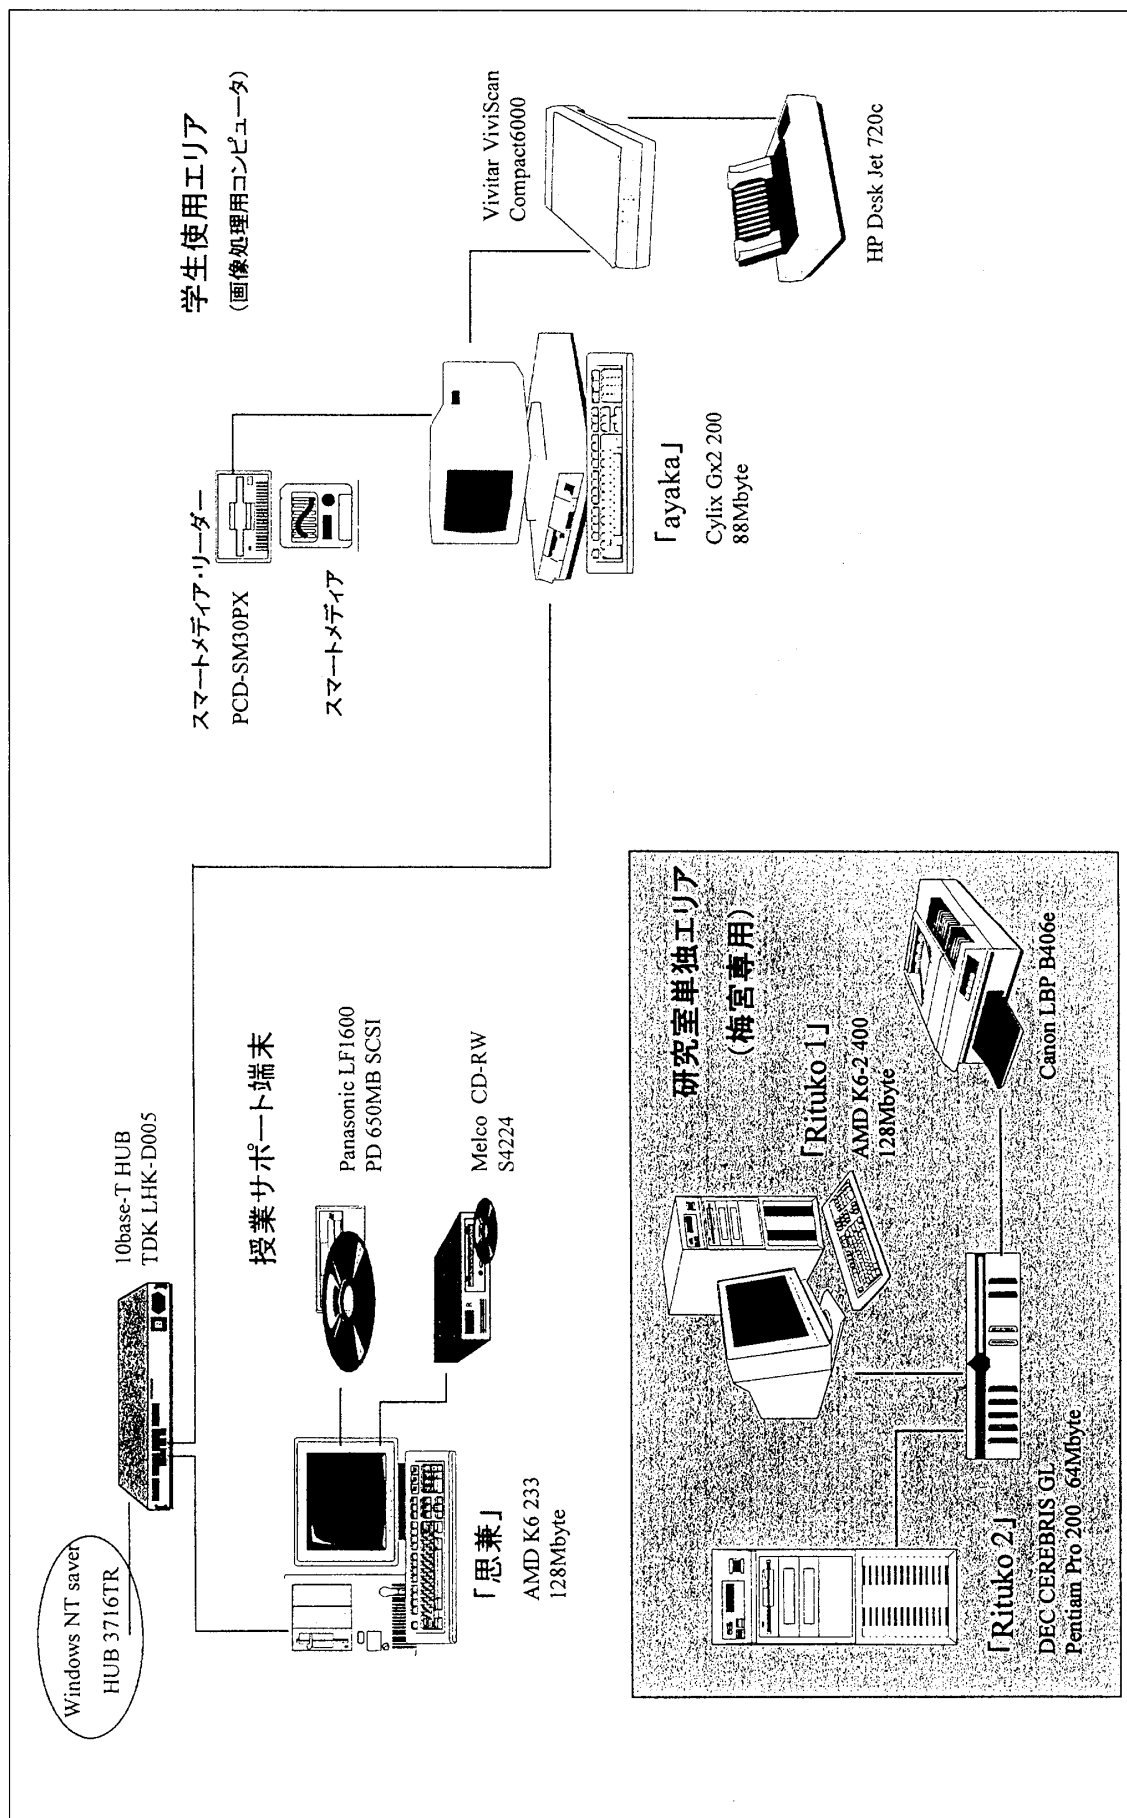 Windows NT saver
HUB 3716TR
10base-T HUB
TDK LHK-D005
授業サポート端末
Panasonic LF1600
PD 650MB SCSI
Melco CD-RW
S4224
「思兼」
AMD K6 233
128Mbyte
学生使用エリア
(画像処理用コンピュータ)
スマートメディア・リーダー
PCD-SM30PX
スマートメディア
Vivitar ViviScan
Compact6000
HP Desk Jet 720c
「ayaka」
Cylix Gx2 200
88Mbyte
研究室単独エリア
(梅宮専用)
「Rituko 1」
AMD K6-2 400
128Mbyte
Canon LBP B406e
「Rituko 2」
DEC CEREBRIS GL
Pentiam Pro 200 64Mbyte